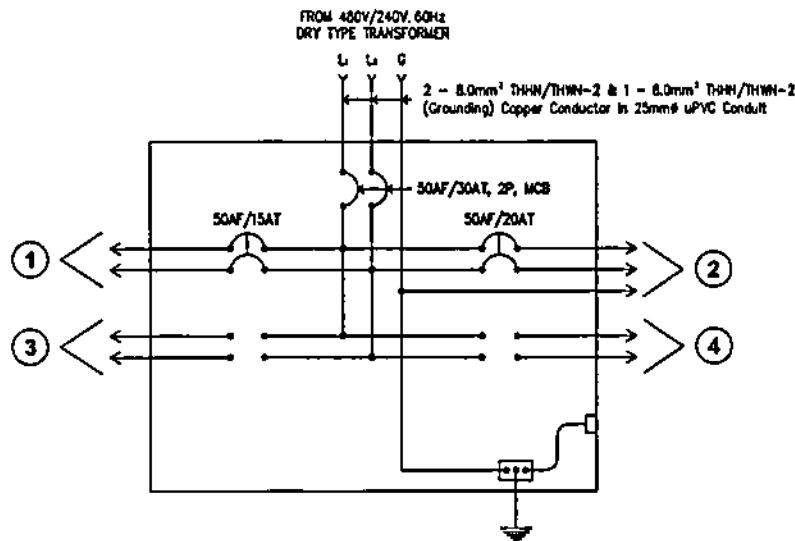 FROM 480V/240V, 60Hz
DRY TYPE TRANSFORMER
L₁ L₂ G
2 - 8.0mm² THHN/THWN-2 & 1 - 8.0mm² THHN/THWN-2
(Grounding) Copper Conductor in 25mmø uPVC Conduit
50AF/30AT, 2P, MCB
50AF/15AT
50AF/20AT
1
2
3
4